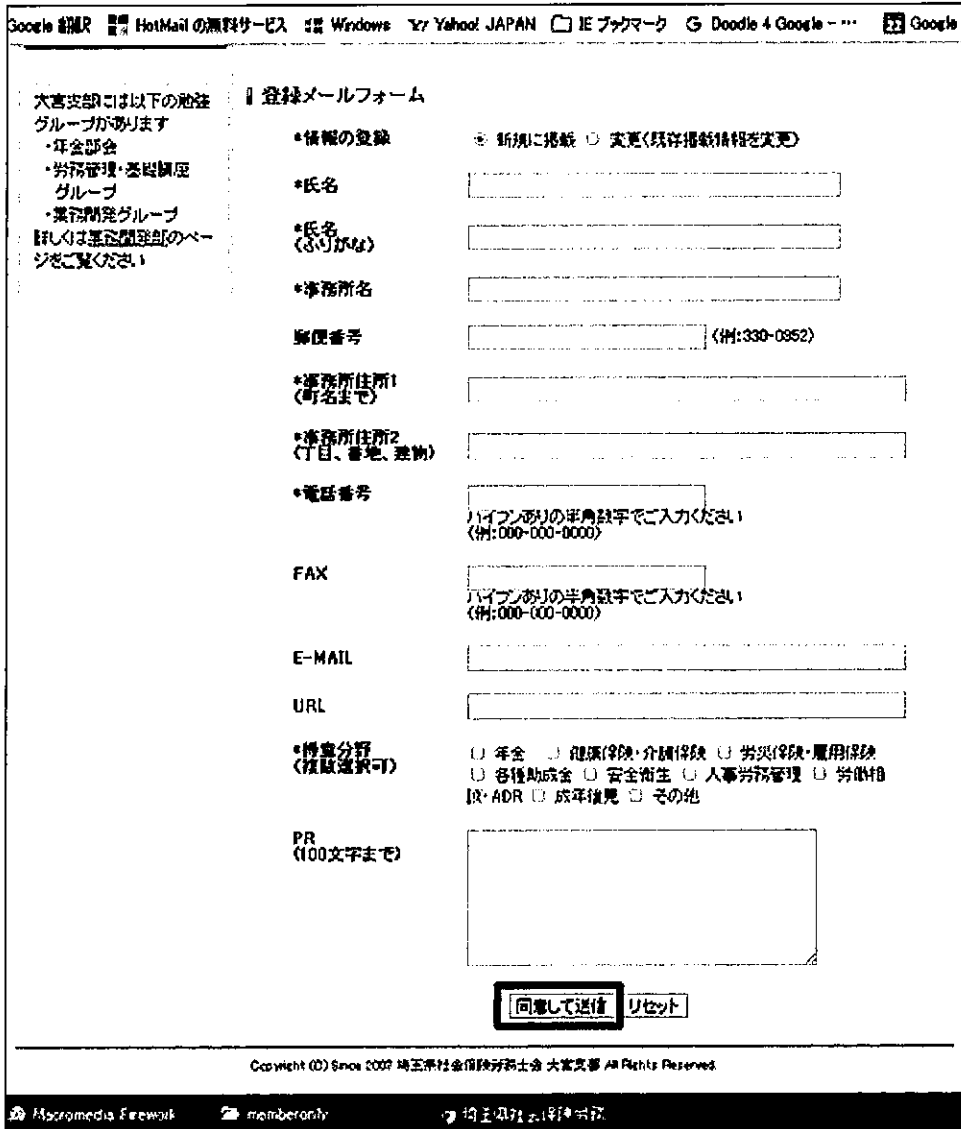 Google 翻訳 HotMail の無料サービス Windows Yahoo! JAPAN IE ブックマーク Doodle 4 Google - … Google
大宮支部には以下の勉強
グループがあります
・年金部会
・労務管理・基礎講座
グループ
・業務開発グループ
詳しくは業務開発部のペー
ジをご覧ください
登録メールフォーム
*情報の登録 新規に掲載 変更(既存掲載情報を変更)
*氏名
*氏名
(ふりがな)
*事務所名
郵便番号 (例:330-0952)
*事務所住所1
(町名まで)
*事務所住所2
(丁目、番地、建物)
*電話番号
ハイフンありの半角数字でご入力ください
(例:000-000-0000)
FAX
ハイフンありの半角数字でご入力ください
(例:000-000-0000)
E-MAIL
URL
*得意分野
(複数選択可)
年金 健康保険・介護保険 労災保険・雇用保険
各種助成金 安全衛生 人事労務管理 労働相
談・ADR 成年後見 その他
PR
(100文字まで)
同意して送信 リセット
Copyright (C) Since 2007 埼玉県社会保険労務士会 大宮支部 All Rights Reserved.
Macromedia Firework memberonly 埼玉県社会保険労務